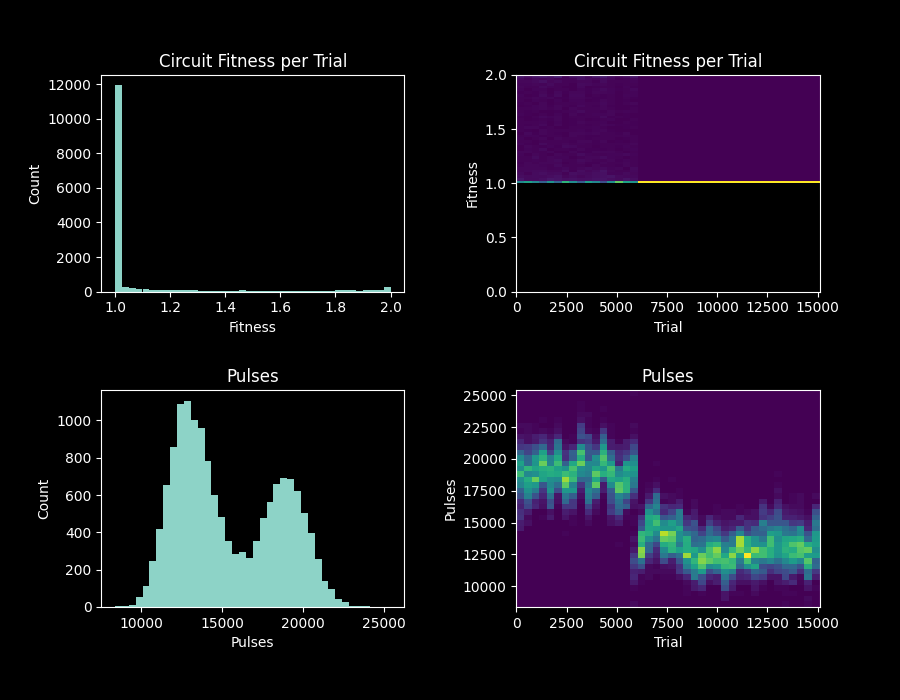 Circuit Fitness per Trial
12000
10000
8000
6000
4000
2000
0
Count
1.0 1.2 1.4 1.6 1.8 2.0
Fitness
Circuit Fitness per Trial
2.0
1.5
1.0
0.5
0.0
Fitness
0 2500 5000 7500 10000 12500 15000
Trial
Pulses
1000
800
600
400
200
0
Count
10000 15000 20000 25000
Pulses
Pulses
25000
22500
20000
17500
15000
12500
10000
Pulses
0 2500 5000 7500 10000 12500 15000
Trial